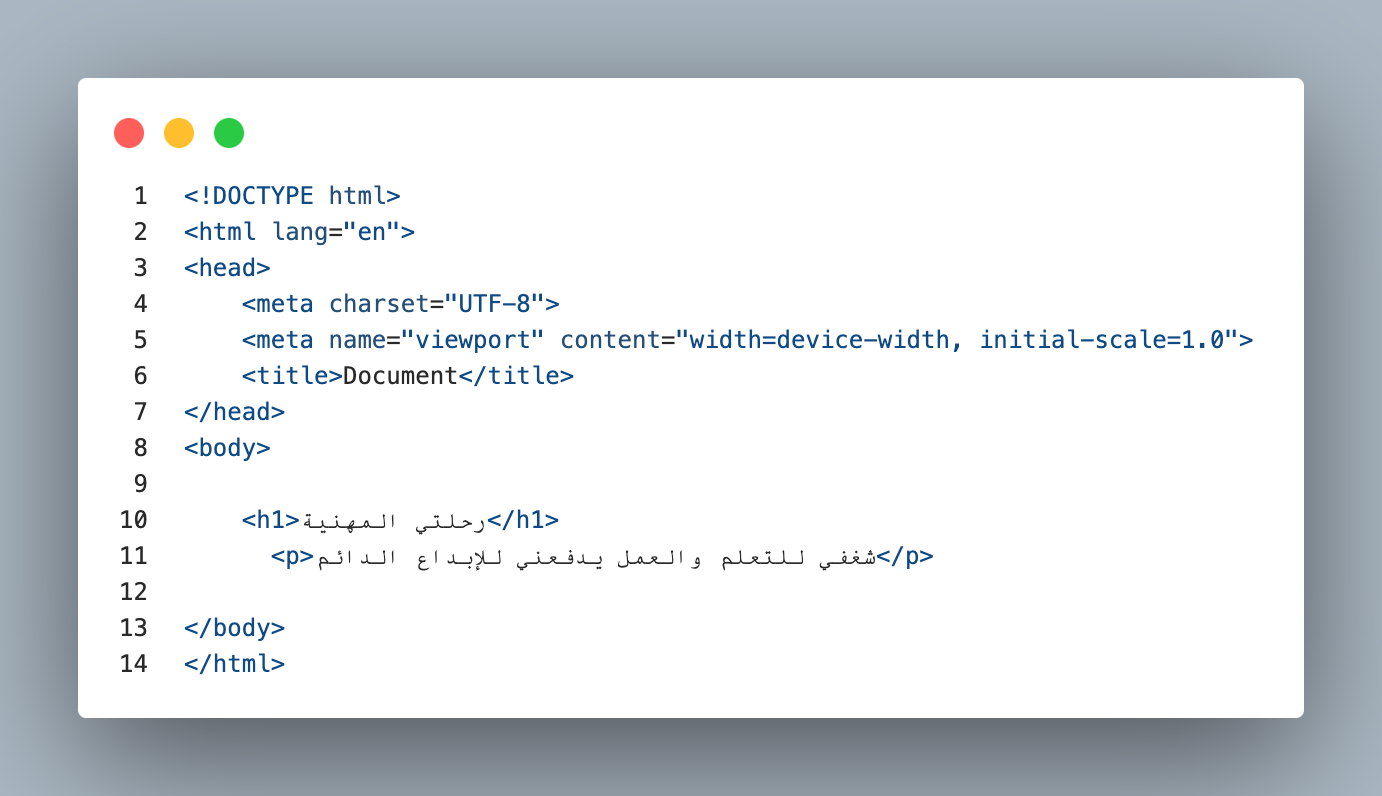 1 <!DOCTYPE html>
2 <html lang="en">
3 <head>
4     <meta charset="UTF-8">
5     <meta name="viewport" content="width=device-width, initial-scale=1.0">
6     <title>Document</title>
7 </head>
8 <body>
9
10     <h1>رحلتي المهنية</h1>
11       <p>شغفي للتعلم والعمل يدفعني للإبداع الدائم</p>
12
13 </body>
14 </html>